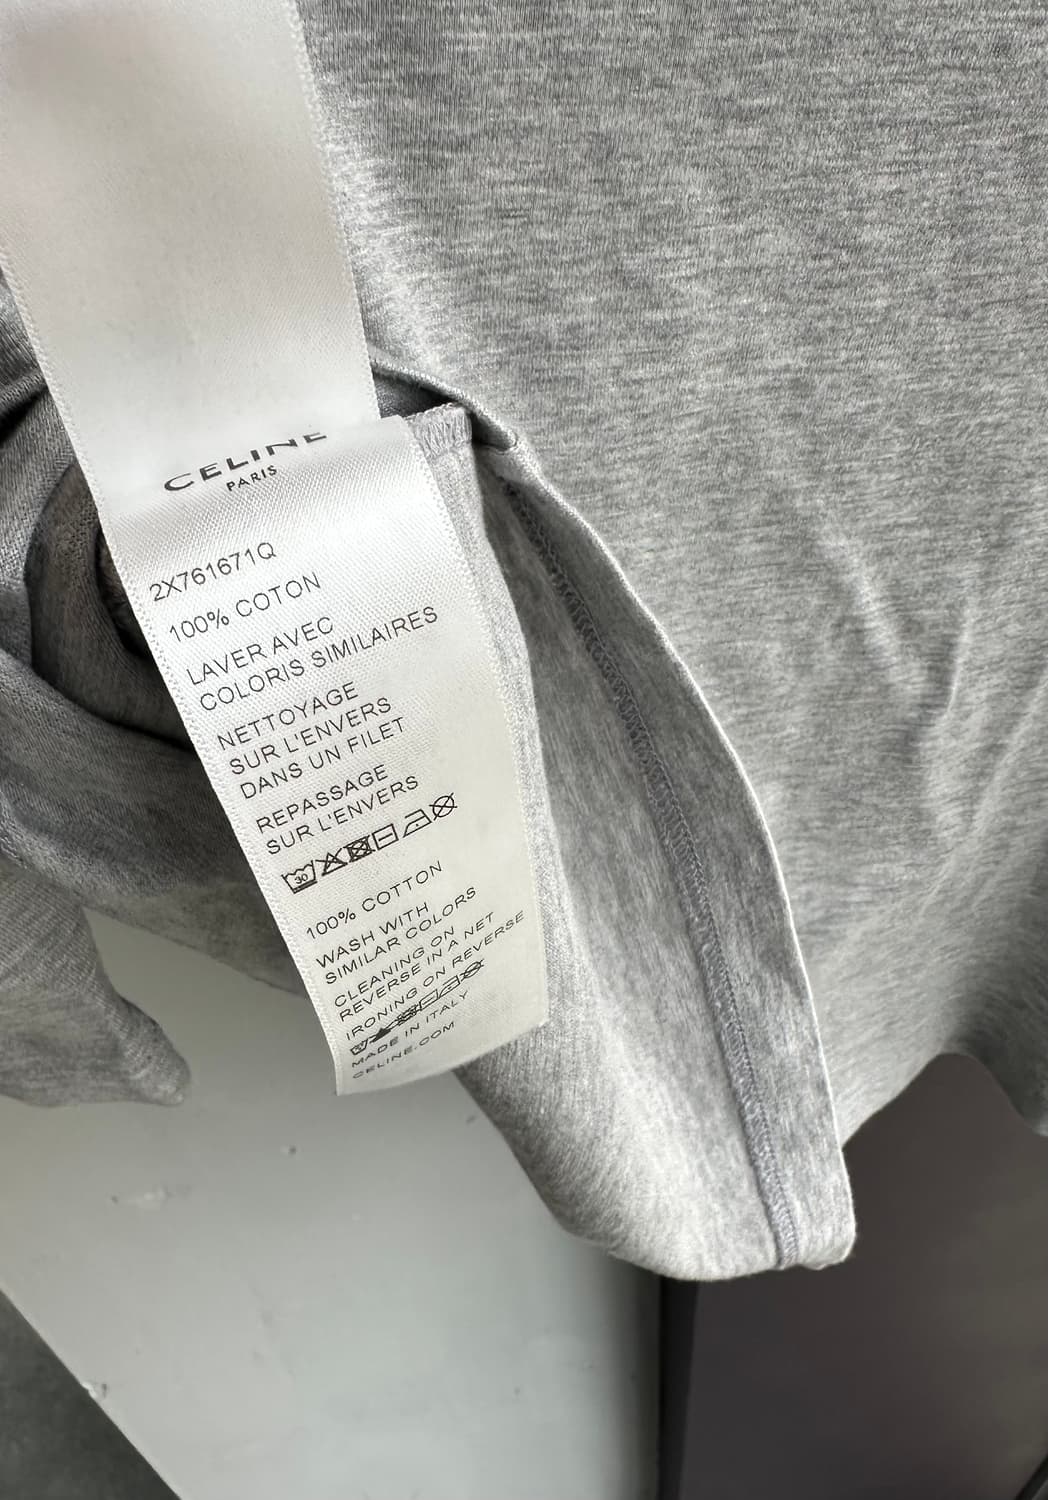 CELINE
PARIS
2X761671Q
100% COTON
LAVER AVEC
COLORIS SIMILAIRES
NETTOYAGE
SUR L'ENVERS
DANS UN FILET
REPASSAGE
SUR L'ENVERS
30
100% COTTON
WASH WITH
SIMILAR COLORS
CLEANING ON
REVERSE IN A NET
IRONING ON REVERSE
MADE IN ITALY
CELINE.COM